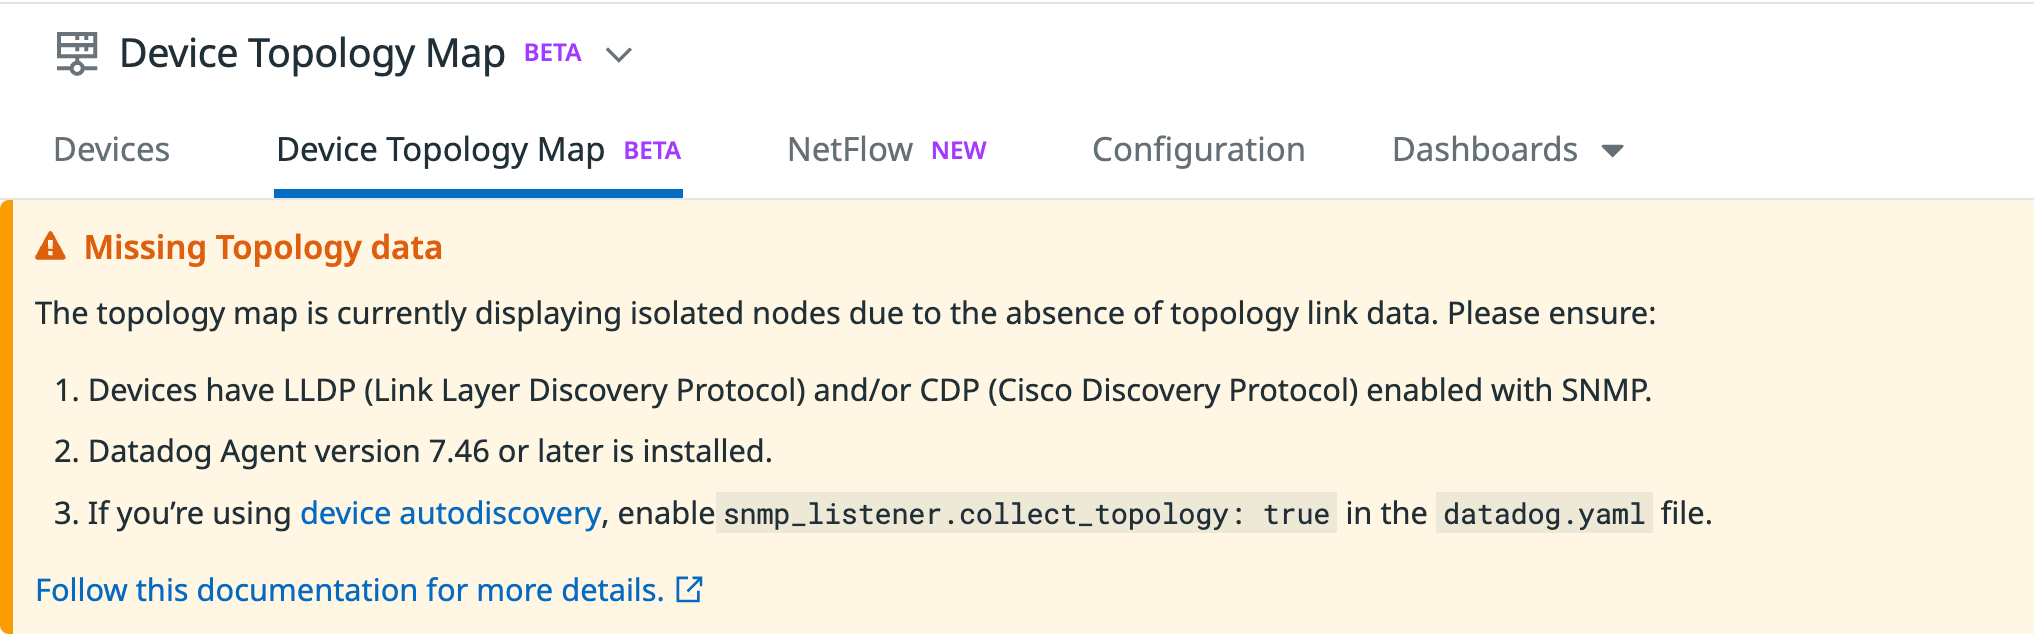 Device Topology Map BETA
Devices Device Topology Map BETA NetFlow NEW Configuration Dashboards
Missing Topology data
The topology map is currently displaying isolated nodes due to the absence of topology link data. Please ensure:
1. Devices have LLDP (Link Layer Discovery Protocol) and/or CDP (Cisco Discovery Protocol) enabled with SNMP.
2. Datadog Agent version 7.46 or later is installed.
3. If you’re using device autodiscovery, enable snmp_listener.collect_topology: true in the datadog.yaml file.
Follow this documentation for more details.